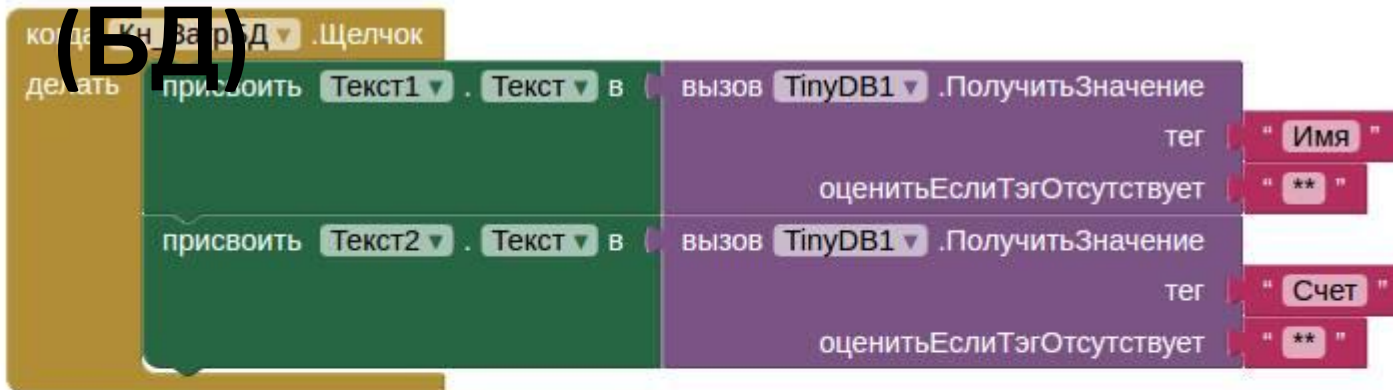 (БД)
когда Кн_ЗагрБД .Щелчок
делать присвоить Текст1 . Текст в вызов TinyDB1 .ПолучитьЗначение
тег " Имя "
оценитьЕслиТэгОтсутствует " ** "
присвоить Текст2 . Текст в вызов TinyDB1 .ПолучитьЗначение
тег " Счет "
оценитьЕслиТэгОтсутствует " ** "